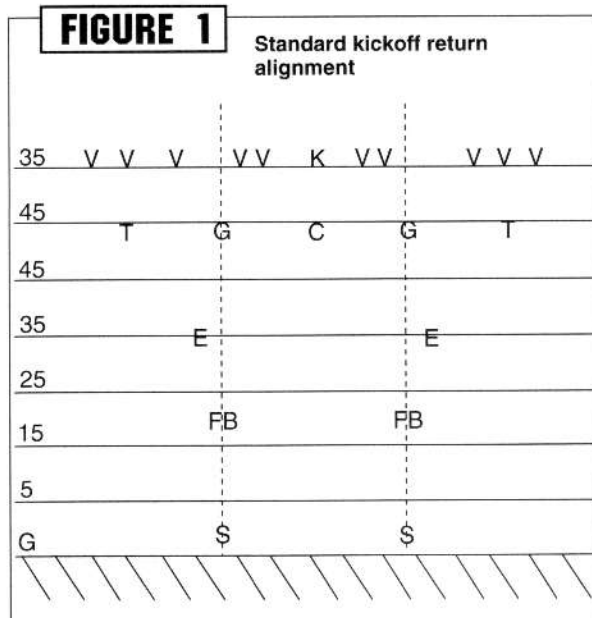 FIGURE 1
Standard kickoff return
alignment
35 V V V V V K V V V V V
45
T G C G T
45
35 E E
25
FB FB
15
5
G S S